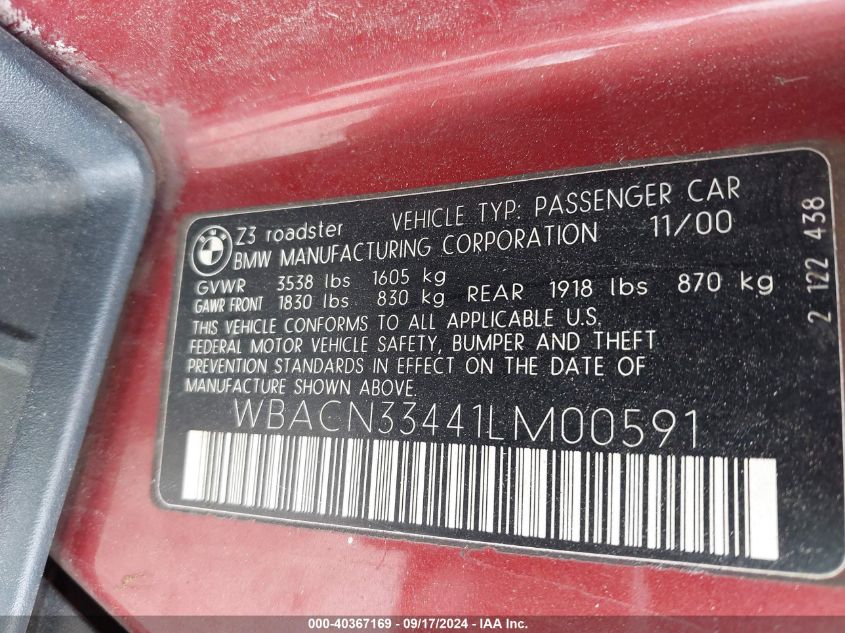 BMW
Z3 roadster VEHICLE TYP: PASSENGER CAR
BMW MANUFACTURING CORPORATION 11/00
GVWR 3538 lbs 1605 kg
GAWR FRONT 1830 lbs 830 kg REAR 1918 lbs 870 kg
THIS VEHICLE CONFORMS TO ALL APPLICABLE U.S.
FEDERAL MOTOR VEHICLE SAFETY, BUMPER AND THEFT
PREVENTION STANDARDS IN EFFECT ON THE DATE OF
MANUFACTURE SHOWN ABOVE.
WBACN33441LM00591
2 122 438
000-40367169 - 09/17/2024 - IAA Inc.